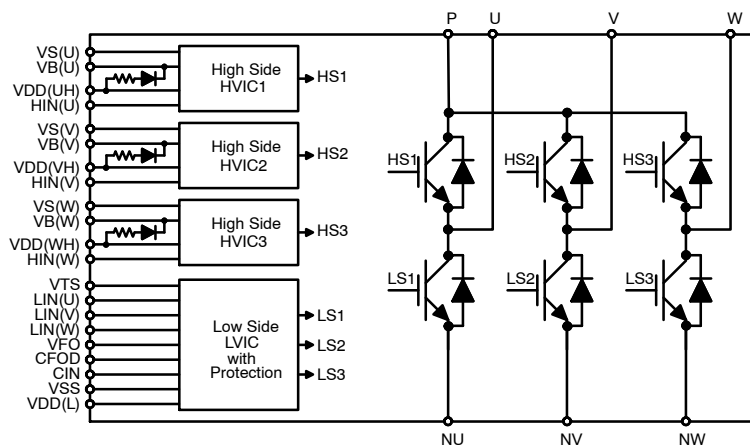 P U V W
VS(U)
VB(U)
VDD(UH)
HIN(U)
High Side
HVIC1
HS1
VS(V)
VB(V)
VDD(VH)
HIN(V)
High Side
HVIC2
HS2
VS(W)
VB(W)
VDD(WH)
HIN(W)
High Side
HVIC3
HS3
VTS
LIN(U)
LIN(V)
LIN(W)
VFO
CFOD
CIN
VSS
VDD(L)
Low Side
LVIC
with
Protection
LS1
LS2
LS3
HS1 HS2 HS3
LS1 LS2 LS3
NU NV NW